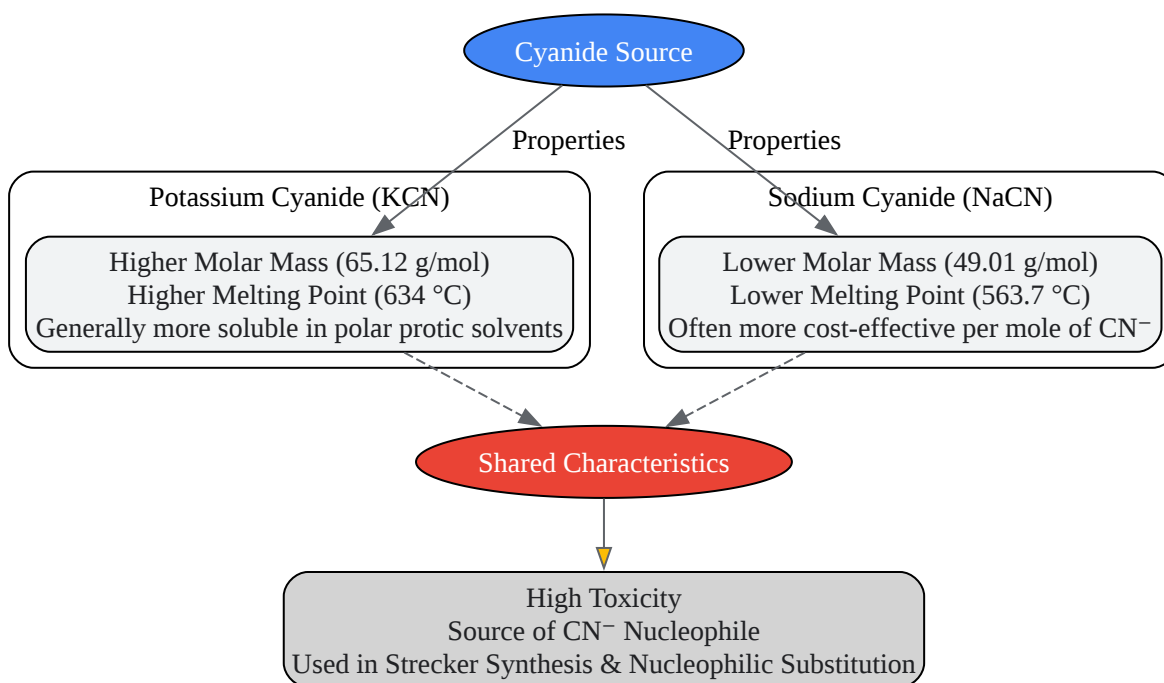 Cyanide Source
Properties
Properties
Potassium Cyanide (KCN)
Higher Molar Mass (65.12 g/mol)
Higher Melting Point (634 °C)
Generally more soluble in polar protic solvents
Sodium Cyanide (NaCN)
Lower Molar Mass (49.01 g/mol)
Lower Melting Point (563.7 °C)
Often more cost-effective per mole of CN⁻
Shared Characteristics
High Toxicity
Source of CN⁻ Nucleophile
Used in Strecker Synthesis & Nucleophilic Substitution